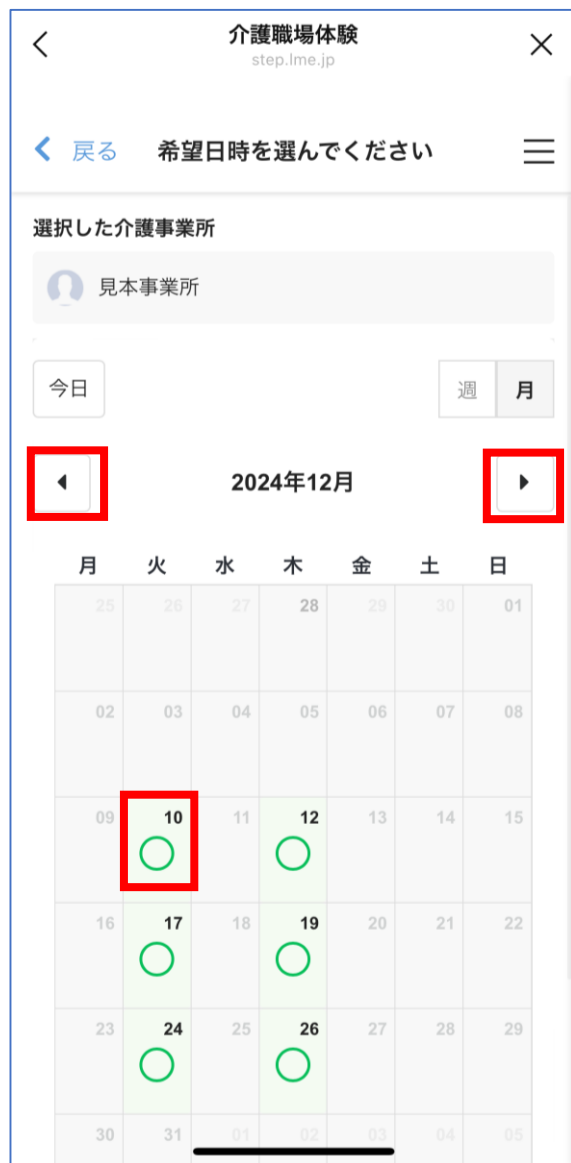 介護職場体験
step.lme.jp
戻る 希望日時を選んでください
選択した介護事業所
見本事業所
今日 週 月
2024年12月
月 火 水 木 金 土 日
25 26 27 28 29 30 01
02 03 04 05 06 07 08
09 10 11 12 13 14 15
16 17 18 19 20 21 22
23 24 25 26 27 28 29
30 31 01 02 03 04 05